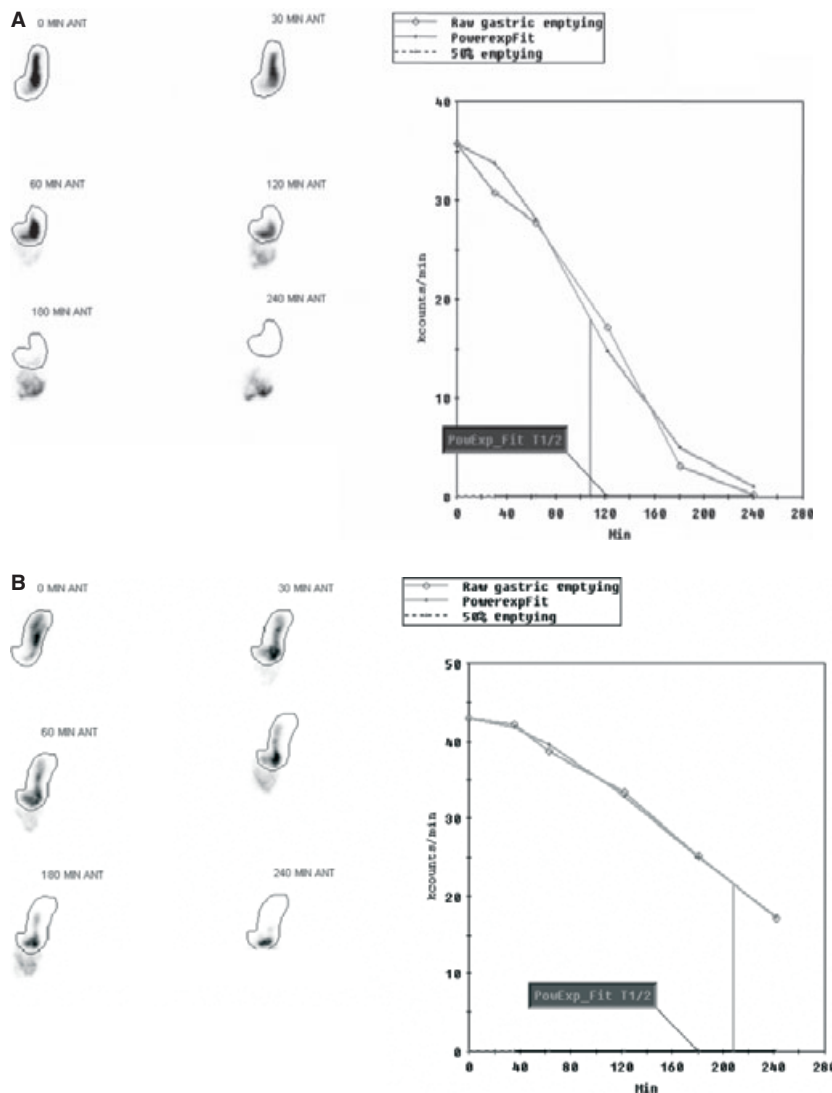 A
0 MIN ANT
30 MIN ANT
60 MIN ANT
120 MIN ANT
180 MIN ANT
240 MIN ANT
Raw gastric emptying
PowerexpFit
50% emptying
40
30
20
10
0
kcounts/min
PowExp_Fit T1/2
0 40 80 120 160 200 240 280
Min
B
0 MIN ANT
30 MIN ANT
60 MIN ANT
180 MIN ANT
240 MIN ANT
Raw gastric emptying
PowerexpFit
50% emptying
50
40
30
20
10
0
kcounts/min
PowExp_Fit T1/2
0 40 80 120 160 200 240 280
Min